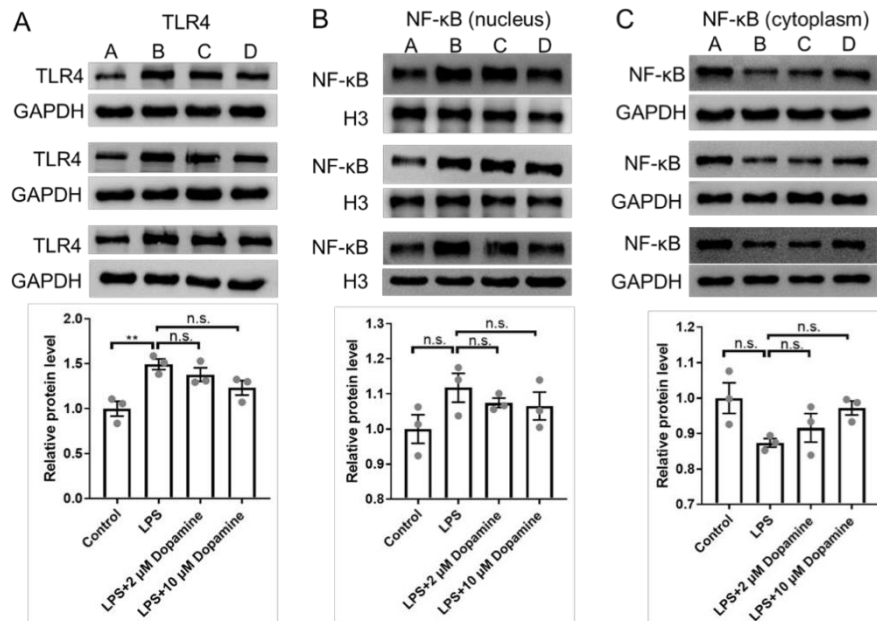 A
TLR4
A B C D
TLR4
GAPDH
TLR4
GAPDH
TLR4
GAPDH
Relative protein level
2.0
1.5
1.0
0.5
0.0
**
n.s.
n.s.
Control
LPS
LPS+2 μM Dopamine
LPS+10 μM Dopamine
B
NF-κB (nucleus)
A B C D
NF-κB
H3
NF-κB
H3
NF-κB
H3
Relative protein level
1.3
1.2
1.1
1.0
0.9
0.8
n.s.
n.s.
n.s.
Control
LPS
LPS+2 μM Dopamine
LPS+10 μM Dopamine
C
NF-κB (cytoplasm)
A B C D
NF-κB
GAPDH
NF-κB
GAPDH
NF-κB
GAPDH
Relative protein level
1.2
1.1
1.0
0.9
0.8
0.7
n.s.
n.s.
n.s.
Control
LPS
LPS+2 μM Dopamine
LPS+10 μM Dopamine